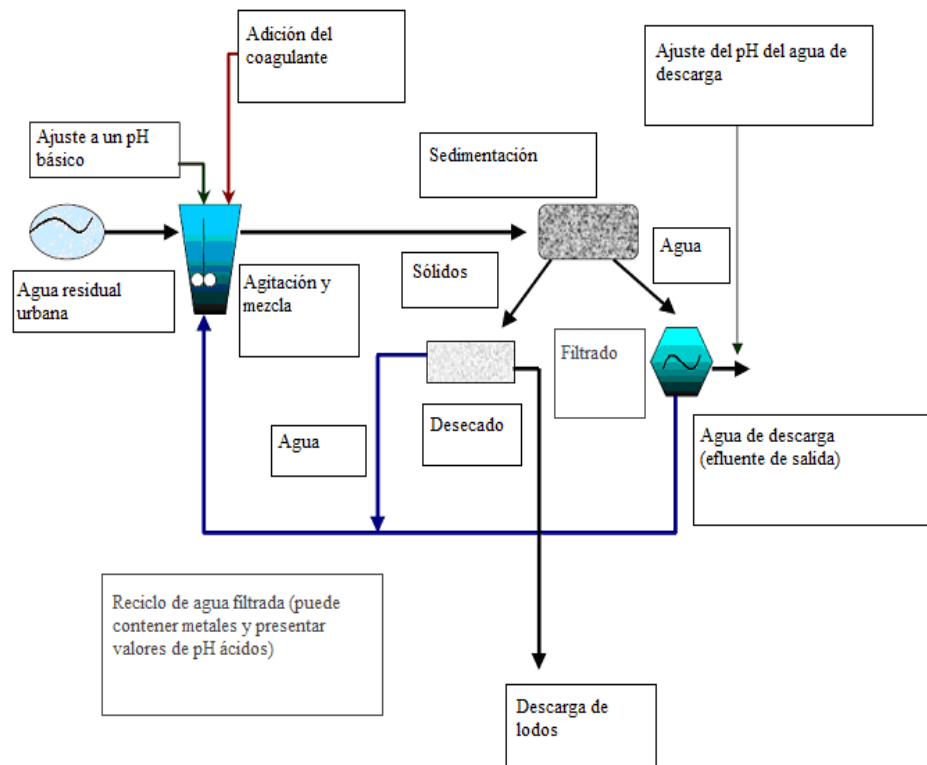 Adición del
coagulante
Ajuste del pH del agua de
descarga
Ajuste a un pH
básico
Sedimentación
Agua
Sólidos
Agua residual
urbana
Agitación y
mezcla
Filtrado
Desecado
Agua
Agua de descarga
(efluente de salida)
Reciclo de agua filtrada (puede
contener metales y presentar
valores de pH ácidos)
Descarga de
lodos